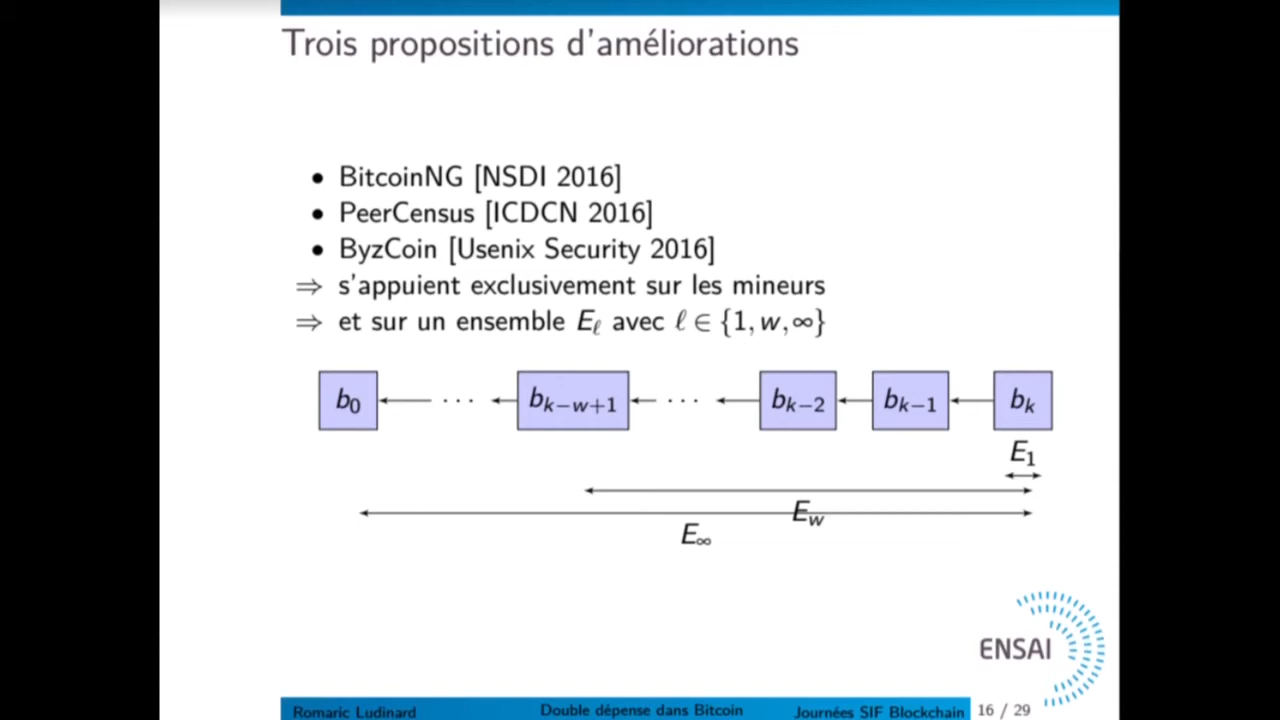 Trois propositions d'améliorations
• BitcoinNG [NSDI 2016]
• PeerCensus [ICDCN 2016]
• ByzCoin [Usenix Security 2016]
⇒ s'appuient exclusivement sur les mineurs
⇒ et sur un ensemble E_ℓ avec ℓ ∈ {1, w, ∞}
b_0 ... b_{k−w+1} ... b_{k−2} b_{k−1} b_k
E_1
E_w
E_∞
ENSAI
Romaric Ludinard Double dépense dans Bitcoin Journées SIF Blockchain 16 / 29